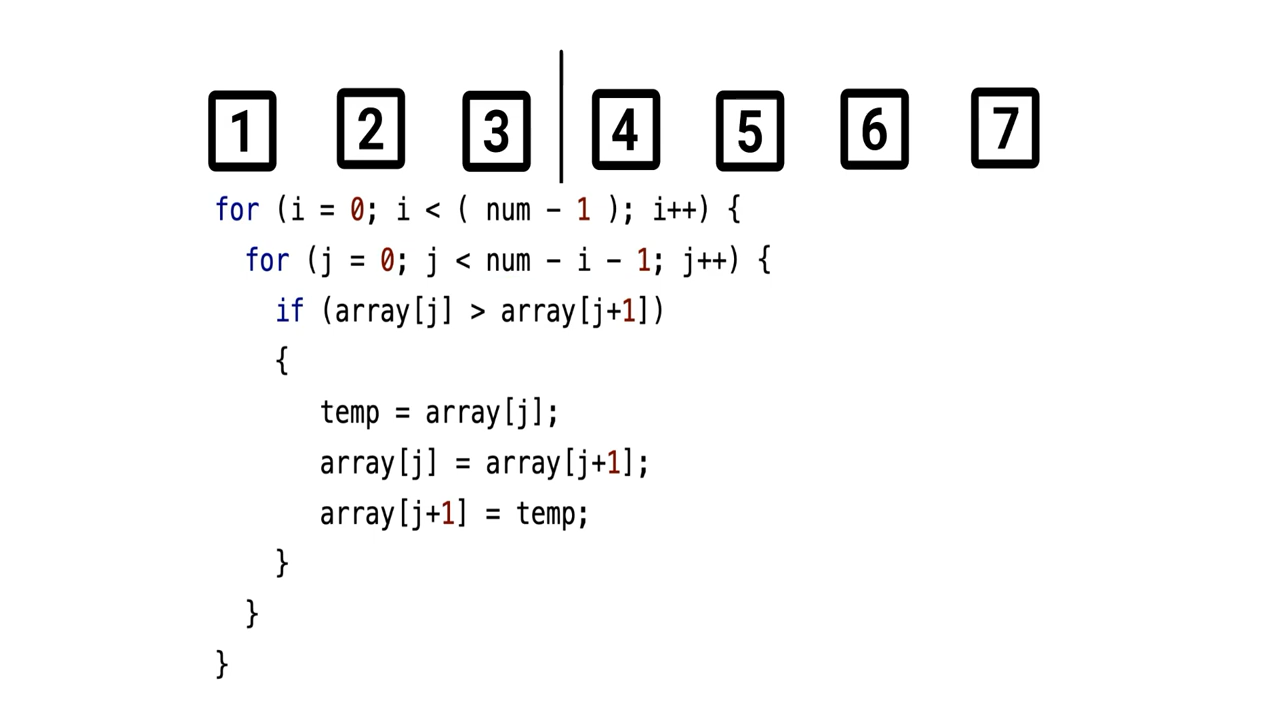 1 2 3 4 5 6 7
for (i = 0; i < ( num - 1 ); i++) {
for (j = 0; j < num - i - 1; j++) {
if (array[j] > array[j+1])
{
temp = array[j];
array[j] = array[j+1];
array[j+1] = temp;
}
}
}